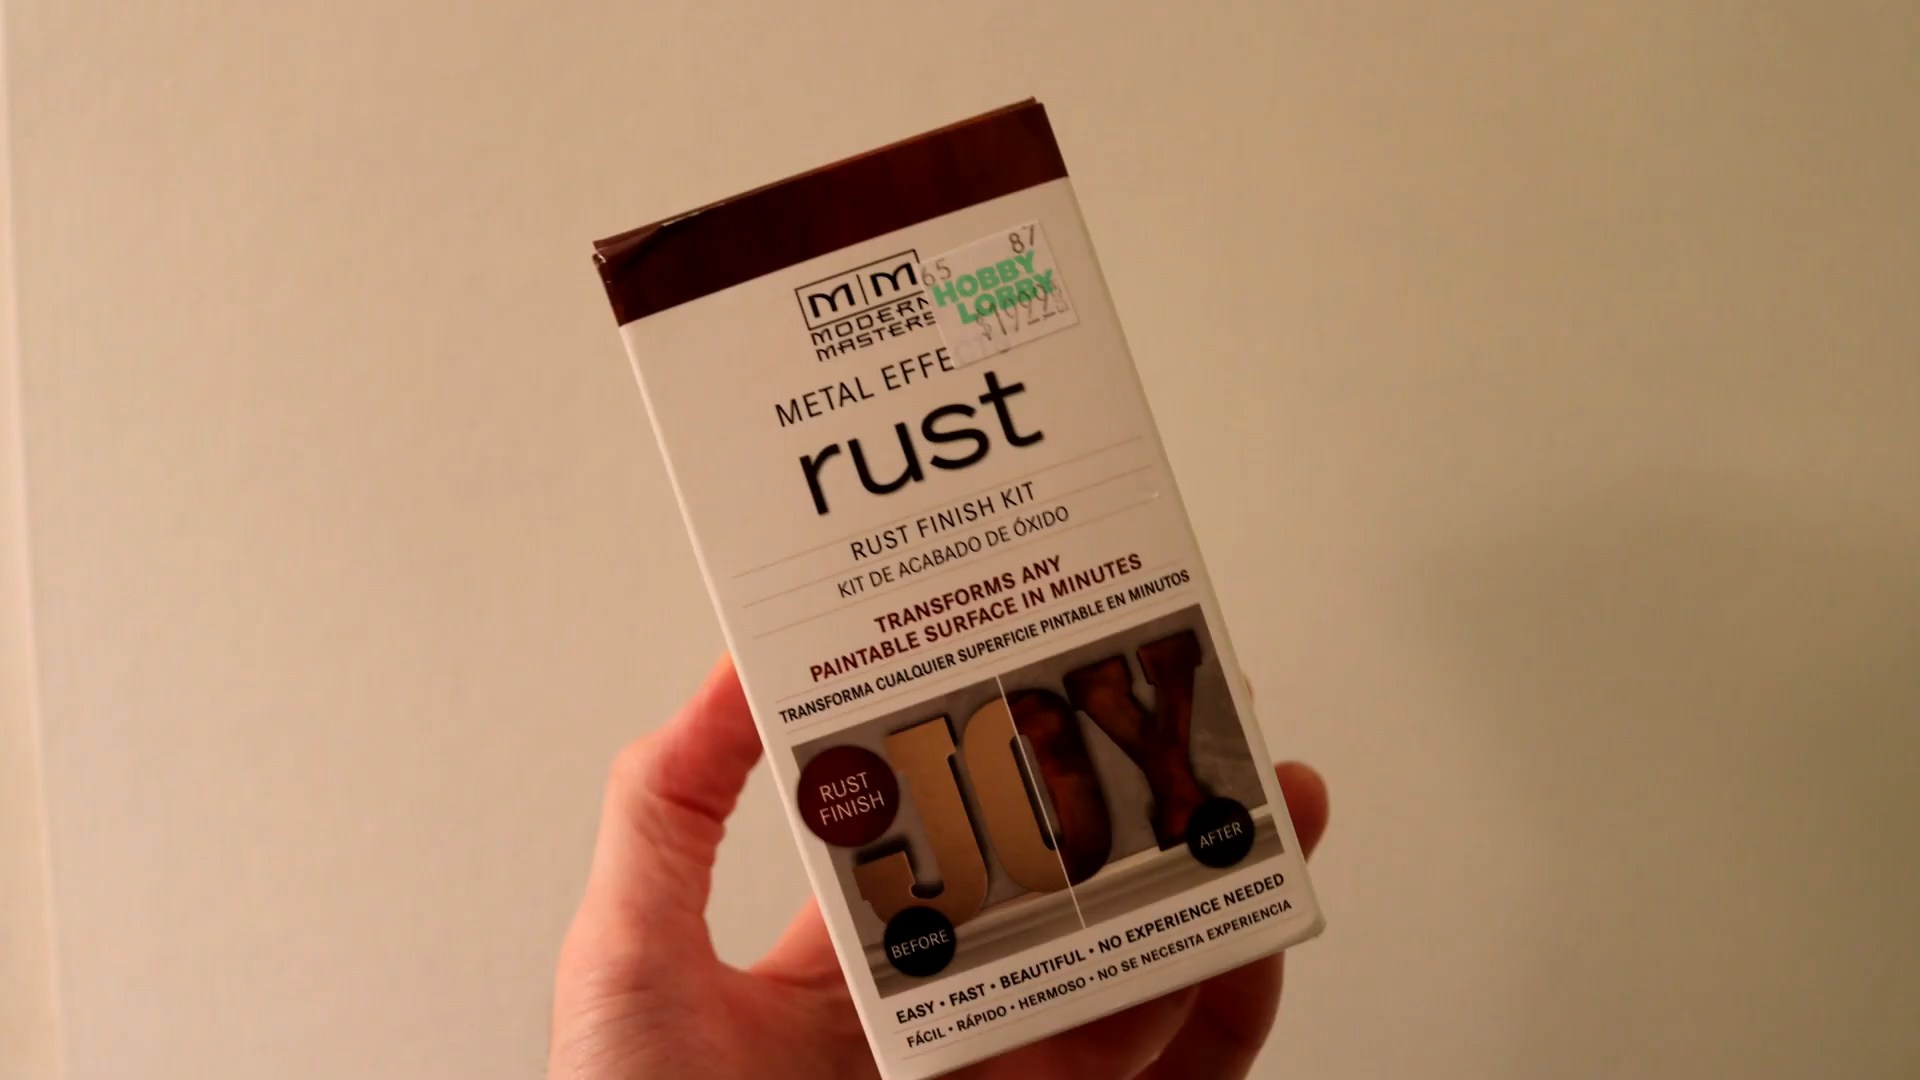 M|M
MODERN
MASTERS
65 87
HOBBY
LOBBY
METAL EFFE
rust
RUST FINISH KIT
KIT DE ACABADO DE ÓXIDO
TRANSFORMS ANY
PAINTABLE SURFACE IN MINUTES
TRANSFORMA CUALQUIER SUPERFICIE PINTABLE EN MINUTOS
RUST
FINISH
JOY
BEFORE
AFTER
EASY • FAST • BEAUTIFUL • NO EXPERIENCE NEEDED
FÁCIL • RÁPIDO • HERMOSO • NO SE NECESITA EXPERIENCIA